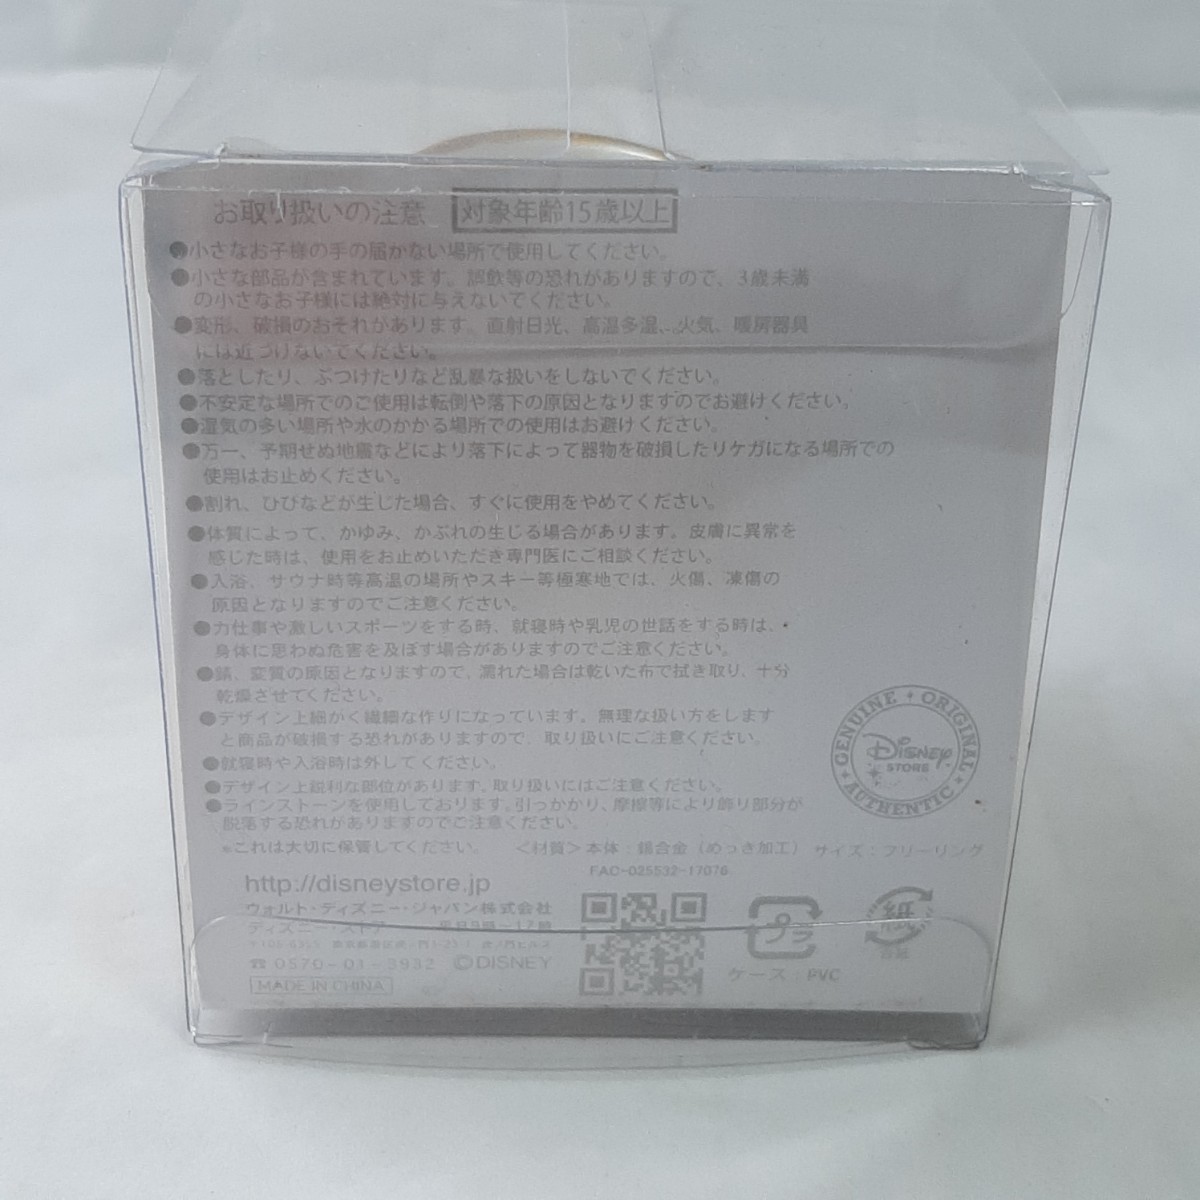 お取り扱いの注意 対象年齢15歳以上
●小さなお子様の手の届かない場所で使用してください。
●小さな部品が含まれています。誤飲等の恐れがありますので、3歳未満
の小さなお子様には絶対に与えないでください。
●変形、破損のおそれがあります。直射日光、高温多湿、火気、暖房器具
には近づけないでください。
●落としたり、ぶつけたりなど乱暴な扱いをしないでください。
●不安定な場所でのご使用は転倒や落下の原因となりますのでお避けください。
●湿気の多い場所や水のかかる場所での使用はお避けください。
●万一、予期せぬ地震などにより落下によって器物を破損したりケガになる場所での
使用はお止めください。
●割れ、ひびなどが生じた場合、すぐに使用をやめてください。
●体質によって、かゆみ、かぶれの生じる場合があります。皮膚に異常を
感じた時は、使用をお止めいただき専門医にご相談ください。
●入浴、サウナ時等高温の場所やスキー等極寒地では、火傷、凍傷の
原因となりますのでご注意ください。
●力仕事や激しいスポーツをする時、就寝時や乳児の世話をする時は、
身体に思わぬ危害を及ぼす場合がありますのでご注意ください。
●錆、変質の原因となりますので、濡れた場合は乾いた布で拭き取り、十分
乾燥させてください。
●デザイン上細かく繊細な作りになっています。無理な扱い方をします
と商品が破損する恐れがありますので、取り扱いにご注意ください。
●就寝時や入浴時は外してください。
●デザイン上鋭利な部位があります。取り扱いにはご注意ください。
●ラインストーンを使用しております。引っかかり、摩擦等により飾り部分が
脱落する恐れがありますのでご注意ください。
GENUINE ORIGINAL AUTHENTIC
DISNEY
STORE
※これは大切に保管してください。 <材質>本体:錫合金(めっき加工) サイズ:フリーリング
FAC-025532-17076
http://disneystore.jp
ウォルト・ディズニー・ジャパン株式会社
ディズニー・ストア 平日9時~17時
☎0570-01-3932 ©DISNEY
MADE IN CHINA
プラ
ケース:PVC
紙
台紙